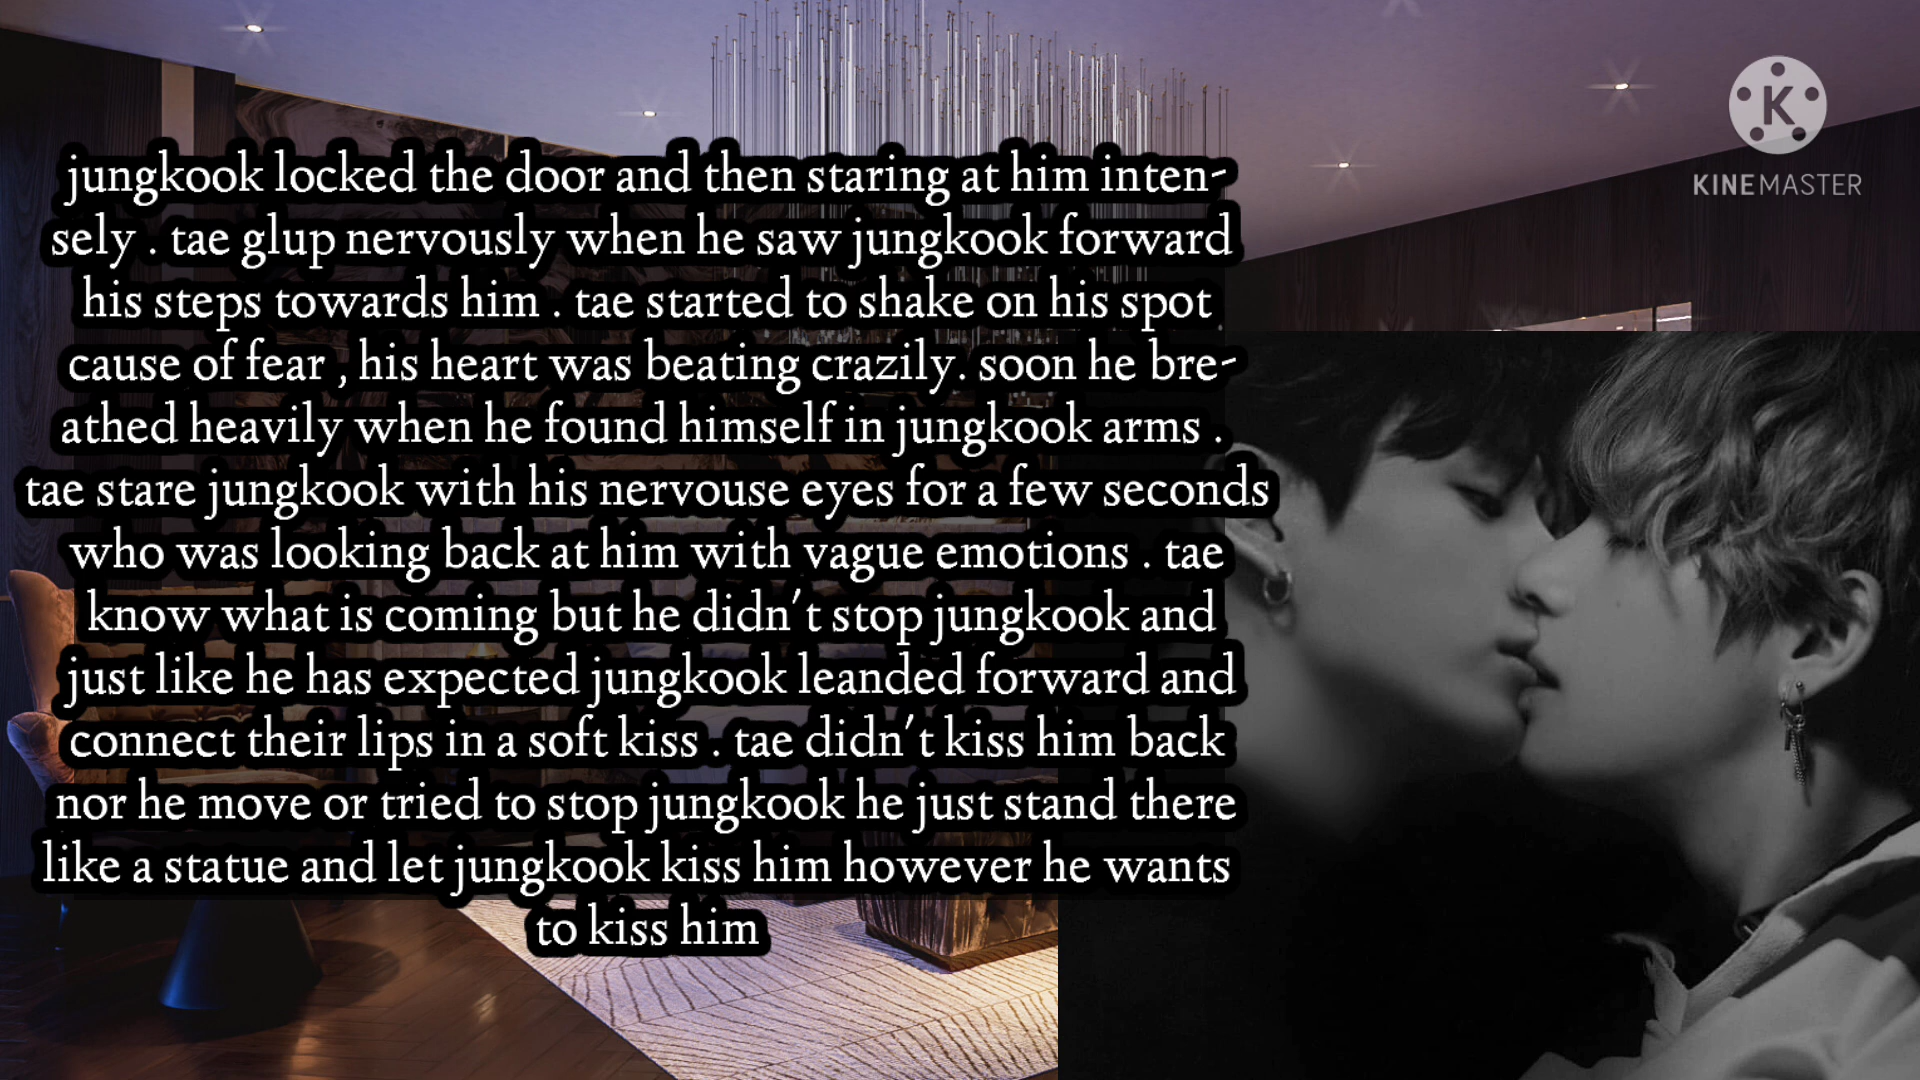 jungkook locked the door and then staring at him inten-
sely . tae glup nervously when he saw jungkook forward
his steps towards him . tae started to shake on his spot
cause of fear , his heart was beating crazily. soon he bre-
athed heavily when he found himself in jungkook arms .
tae stare jungkook with his nervouse eyes for a few seconds
who was looking back at him with vague emotions . tae
know what is coming but he didn't stop jungkook and
just like he has expected jungkook leanded forward and
connect their lips in a soft kiss . tae didn't kiss him back
nor he move or tried to stop jungkook he just stand there
like a statue and let jungkook kiss him however he wants
to kiss him
K
KINEMASTER